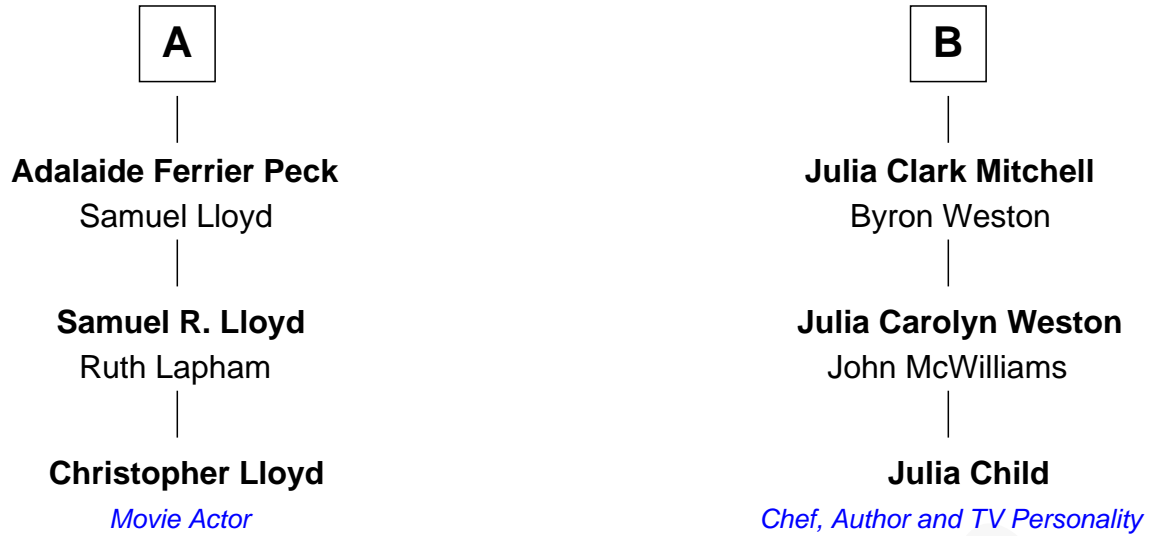 A
B
Adalaide Ferrier Peck
Julia Clark Mitchell
Samuel Lloyd
Byron Weston
Samuel R. Lloyd
Julia Carolyn Weston
Ruth Lapham
John McWilliams
Christopher Lloyd
Julia Child
Movie Actor
Chef, Author and TV Personality